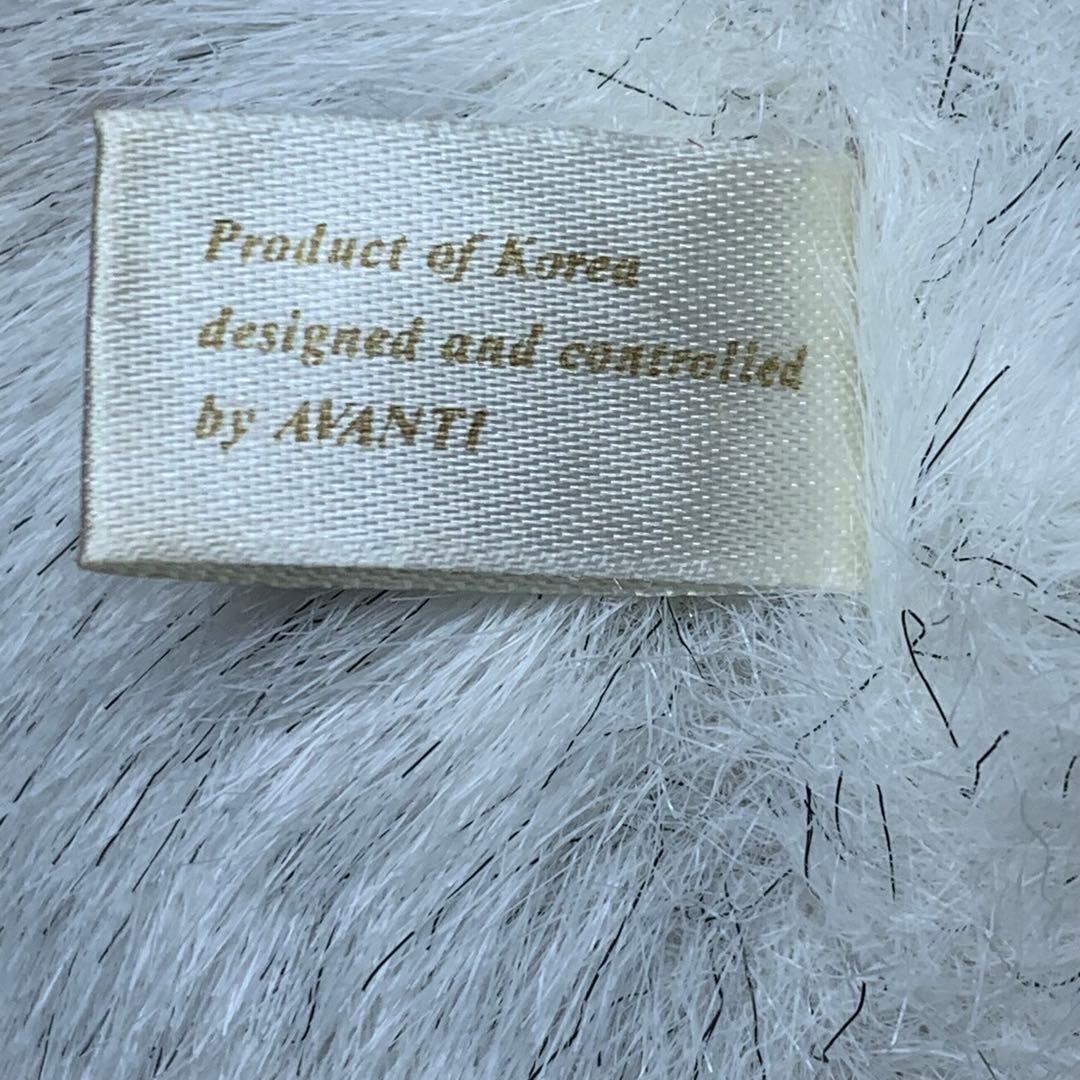 Product of Korea
designed and controlled
by AVANTI